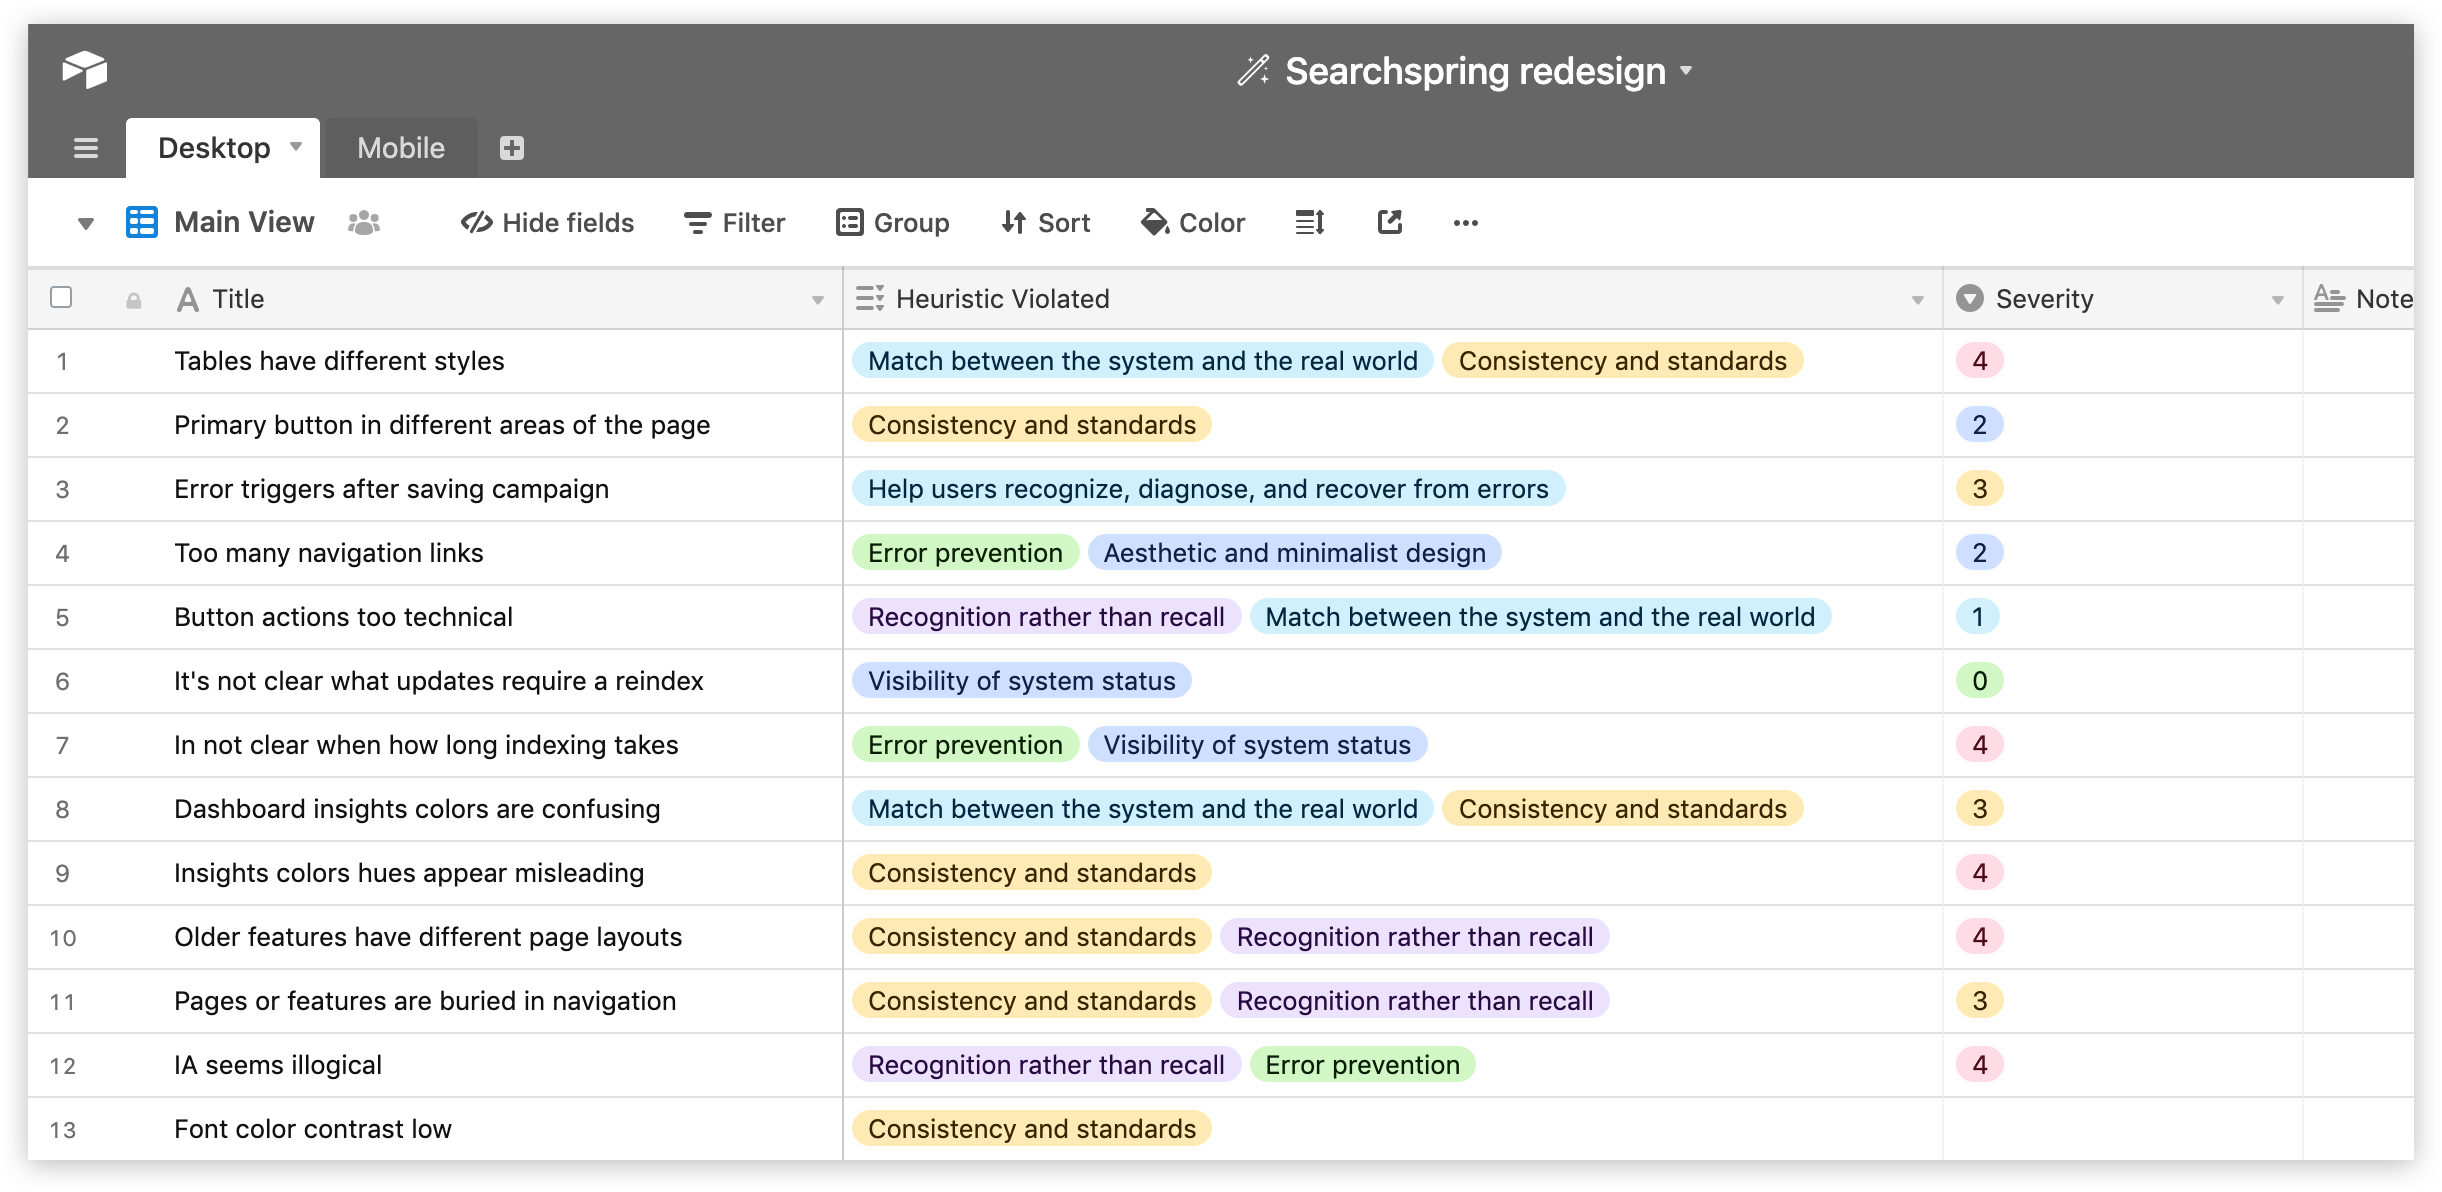 Searchspring redesign
Desktop Mobile
Main View Hide fields Filter Group Sort Color
Title Heuristic Violated Severity Note
1 Tables have different styles Match between the system and the real world Consistency and standards 4
2 Primary button in different areas of the page Consistency and standards 2
3 Error triggers after saving campaign Help users recognize, diagnose, and recover from errors 3
4 Too many navigation links Error prevention Aesthetic and minimalist design 2
5 Button actions too technical Recognition rather than recall Match between the system and the real world 1
6 It's not clear what updates require a reindex Visibility of system status 0
7 In not clear when how long indexing takes Error prevention Visibility of system status 4
8 Dashboard insights colors are confusing Match between the system and the real world Consistency and standards 3
9 Insights colors hues appear misleading Consistency and standards 4
10 Older features have different page layouts Consistency and standards Recognition rather than recall 4
11 Pages or features are buried in navigation Consistency and standards Recognition rather than recall 3
12 IA seems illogical Recognition rather than recall Error prevention 4
13 Font color contrast low Consistency and standards